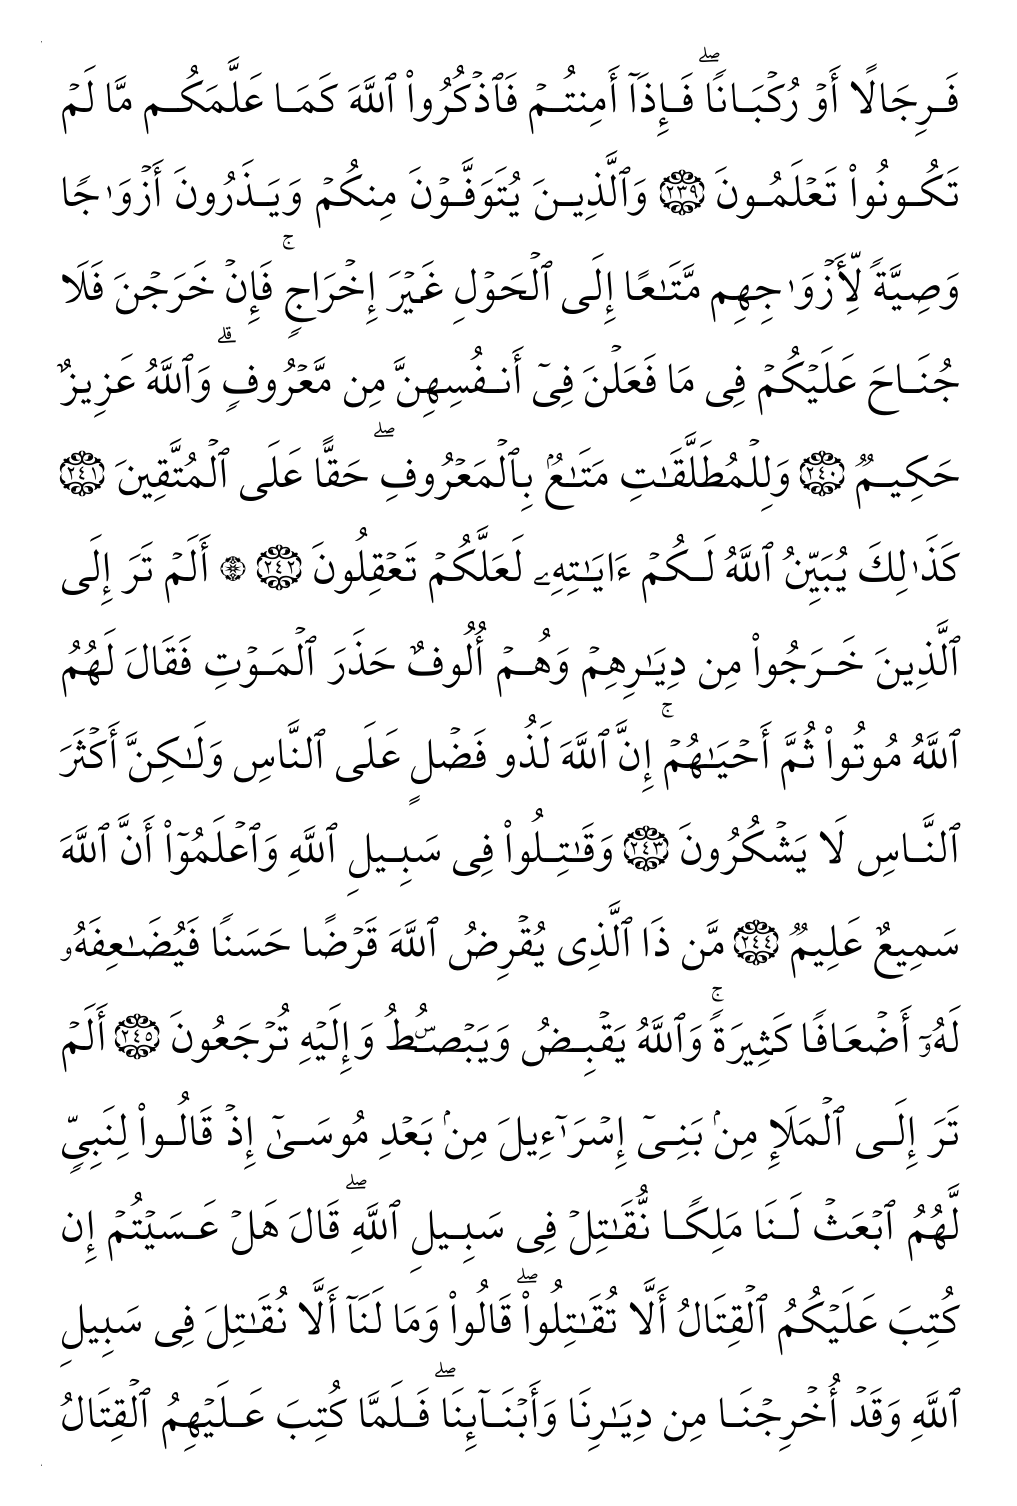 فَرِجَالًا أَوۡ رُكۡبَانٗاۖ فَإِذَآ أَمِنتُمۡ فَٱذۡكُرُواْ ٱللَّهَ كَمَا عَلَّمَكُم مَّا لَمۡ
تَكُونُواْ تَعۡلَمُونَ ٢٣٩ وَٱلَّذِينَ يُتَوَفَّوۡنَ مِنكُمۡ وَيَذَرُونَ أَزۡوَٰجٗا
وَصِيَّةٗ لِّأَزۡوَٰجِهِم مَّتَٰعًا إِلَى ٱلۡحَوۡلِ غَيۡرَ إِخۡرَاجٖۚ فَإِنۡ خَرَجۡنَ فَلَا
جُنَاحَ عَلَيۡكُمۡ فِي مَا فَعَلۡنَ فِيٓ أَنفُسِهِنَّ مِن مَّعۡرُوفٖۗ وَٱللَّهُ عَزِيزٌ
حَكِيمٞ ٢٤٠ وَلِلۡمُطَلَّقَٰتِ مَتَٰعُۢ بِٱلۡمَعۡرُوفِۖ حَقًّا عَلَى ٱلۡمُتَّقِينَ ٢٤١
كَذَٰلِكَ يُبَيِّنُ ٱللَّهُ لَكُمۡ ءَايَٰتِهِۦ لَعَلَّكُمۡ تَعۡقِلُونَ ٢٤٢ ۞ أَلَمۡ تَرَ إِلَى
ٱلَّذِينَ خَرَجُواْ مِن دِيَٰرِهِمۡ وَهُمۡ أُلُوفٌ حَذَرَ ٱلۡمَوۡتِ فَقَالَ لَهُمُ
ٱللَّهُ مُوتُواْ ثُمَّ أَحۡيَٰهُمۡۚ إِنَّ ٱللَّهَ لَذُو فَضۡلٍ عَلَى ٱلنَّاسِ وَلَٰكِنَّ أَكۡثَرَ
ٱلنَّاسِ لَا يَشۡكُرُونَ ٢٤٣ وَقَٰتِلُواْ فِي سَبِيلِ ٱللَّهِ وَٱعۡلَمُوٓاْ أَنَّ ٱللَّهَ
سَمِيعٌ عَلِيمٞ ٢٤٤ مَّن ذَا ٱلَّذِي يُقۡرِضُ ٱللَّهَ قَرۡضًا حَسَنٗا فَيُضَٰعِفَهُۥ
لَهُۥٓ أَضۡعَافٗا كَثِيرَةٗۚ وَٱللَّهُ يَقۡبِضُ وَيَبۡصُۜطُ وَإِلَيۡهِ تُرۡجَعُونَ ٢٤٥ أَلَمۡ
تَرَ إِلَى ٱلۡمَلَإِ مِنۢ بَنِيٓ إِسۡرَٰٓءِيلَ مِنۢ بَعۡدِ مُوسَىٰٓ إِذۡ قَالُواْ لِنَبِيّٖ
لَّهُمُ ٱبۡعَثۡ لَنَا مَلِكٗا نُّقَٰتِلۡ فِي سَبِيلِ ٱللَّهِۖ قَالَ هَلۡ عَسَيۡتُمۡ إِن
كُتِبَ عَلَيۡكُمُ ٱلۡقِتَالُ أَلَّا تُقَٰتِلُواْۖ قَالُواْ وَمَا لَنَآ أَلَّا نُقَٰتِلَ فِي سَبِيلِ
ٱللَّهِ وَقَدۡ أُخۡرِجۡنَا مِن دِيَٰرِنَا وَأَبۡنَآئِنَاۖ فَلَمَّا كُتِبَ عَلَيۡهِمُ ٱلۡقِتَالُ